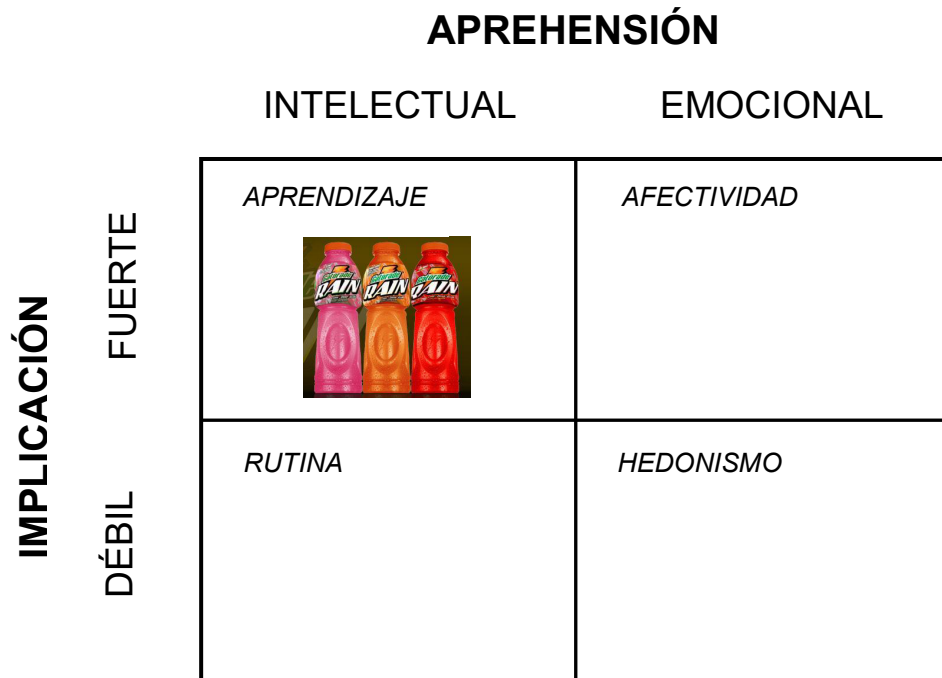 APREHENSIÓN
INTELECTUAL EMOCIONAL
IMPLICACIÓN
FUERTE
APRENDIZAJE AFECTIVIDAD
RAIN RAIN RAIN
DÉBIL
RUTINA HEDONISMO